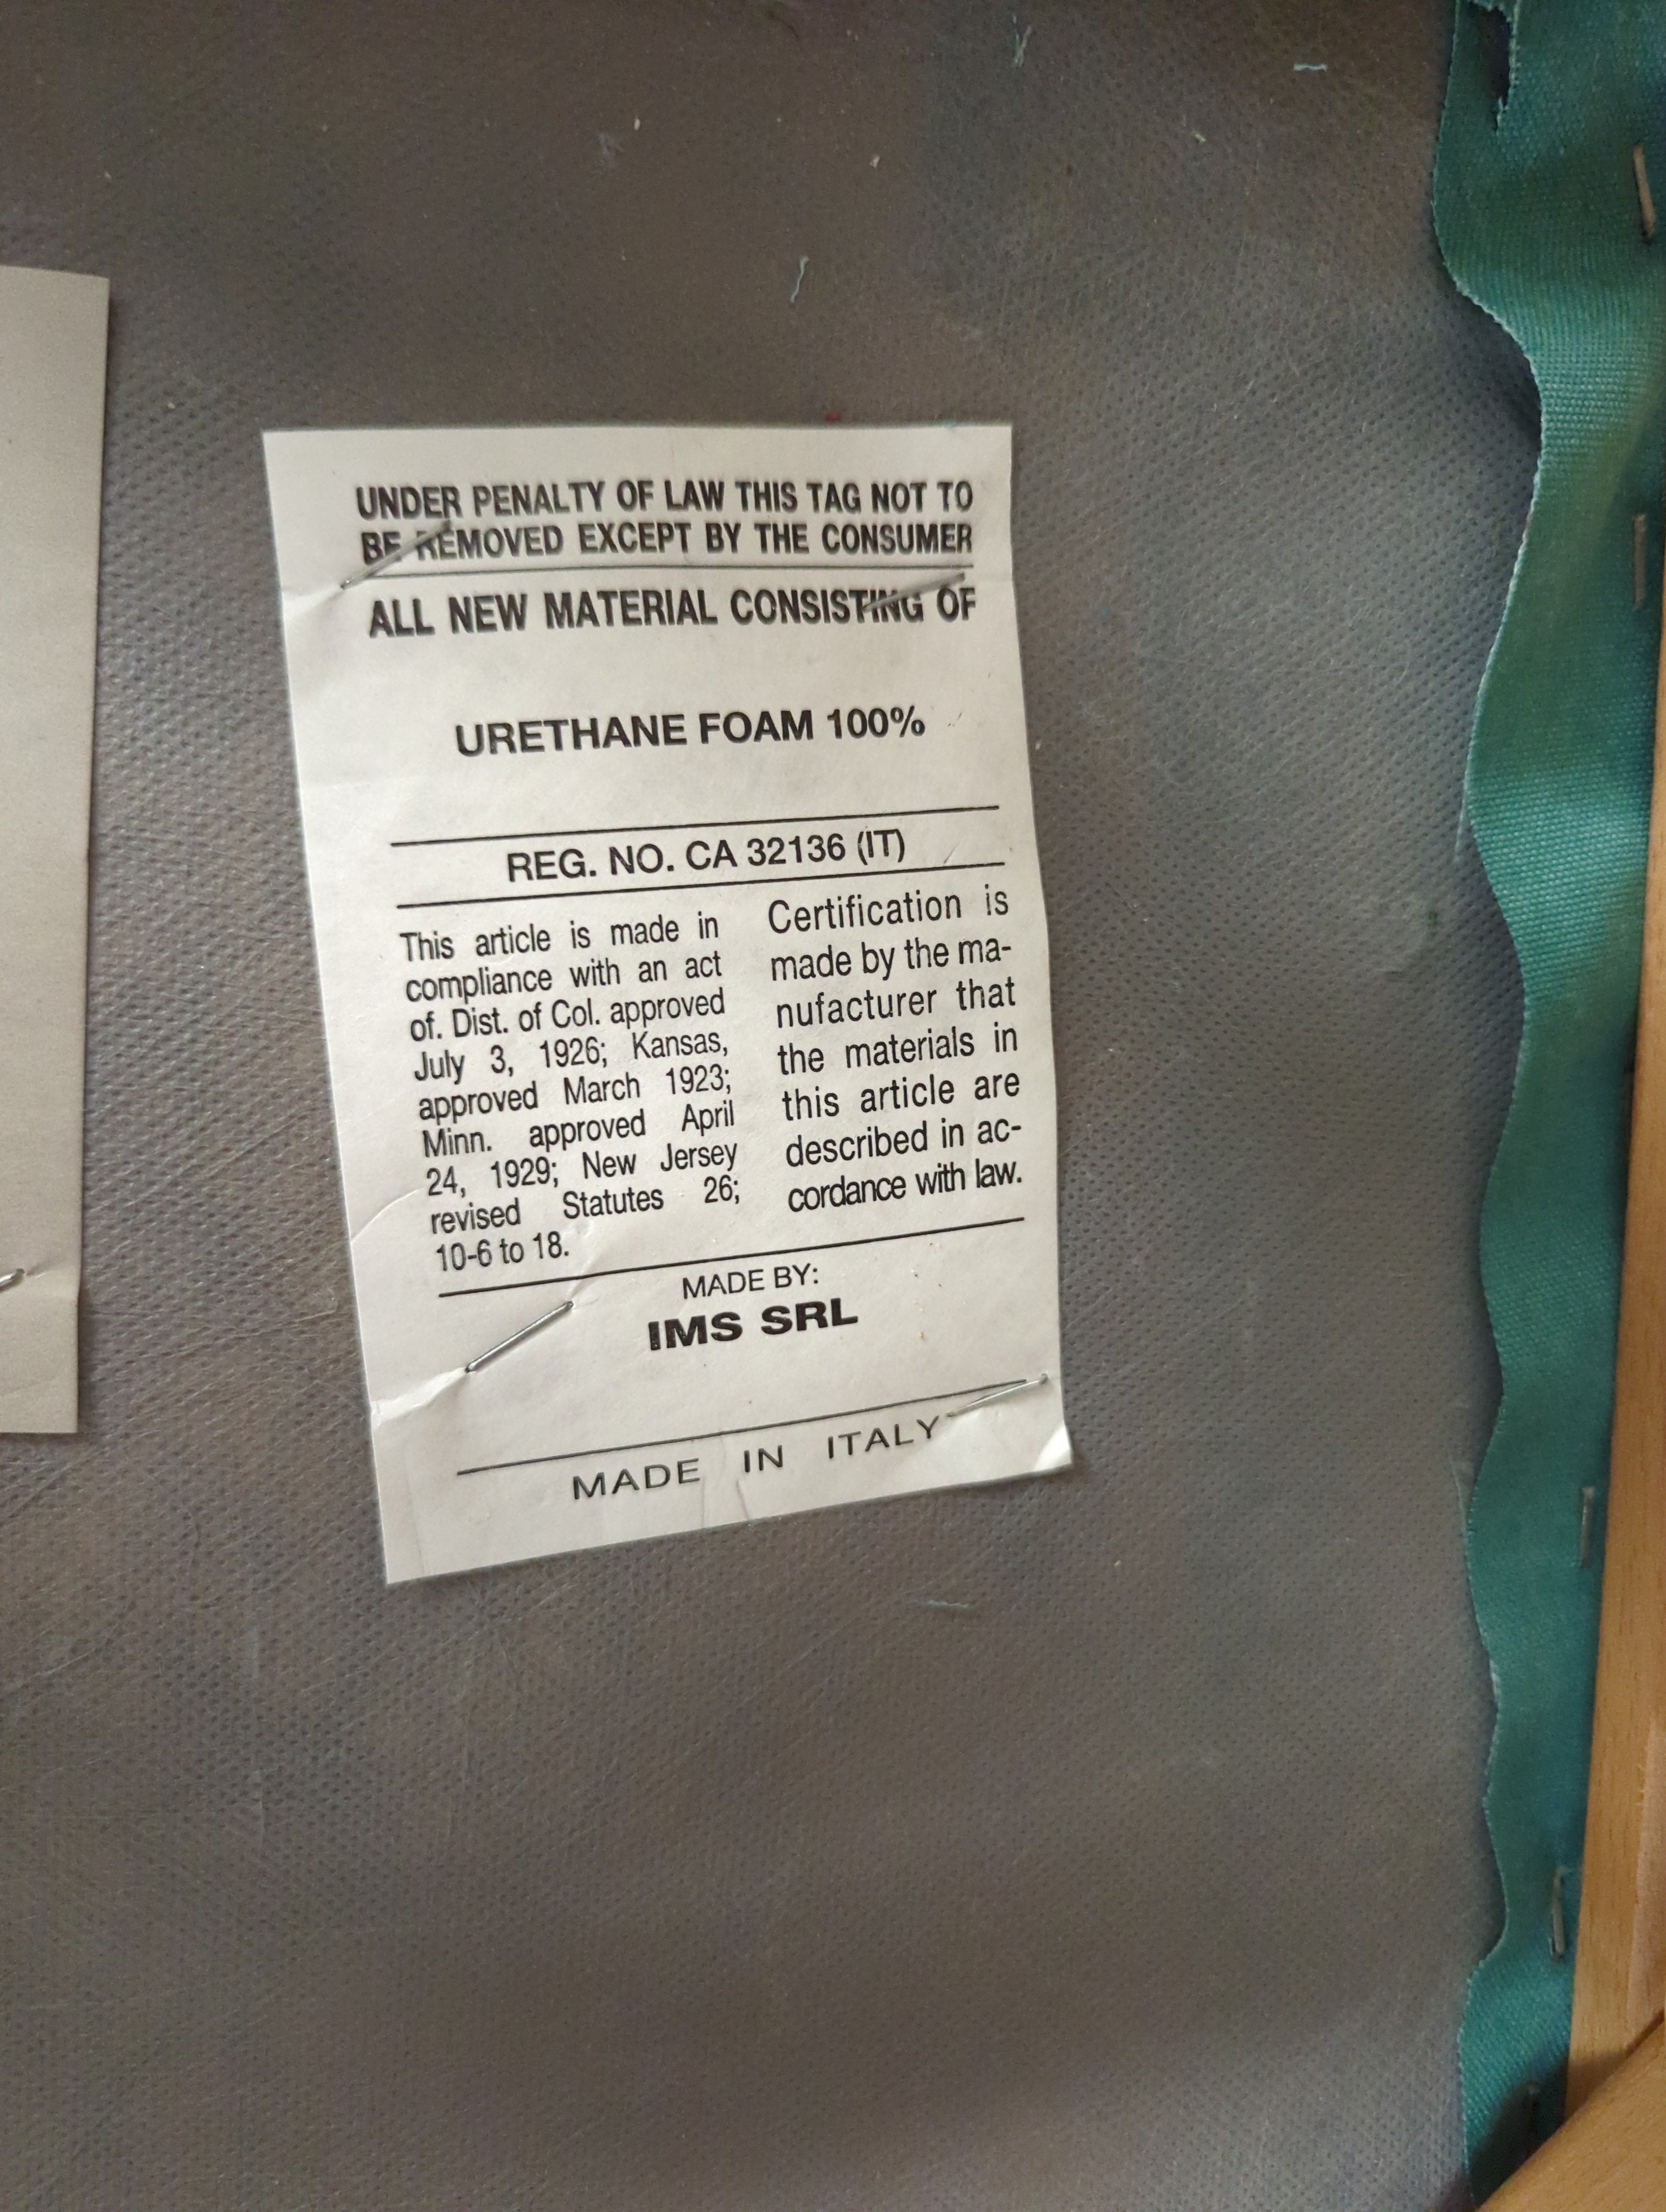 UNDER PENALTY OF LAW THIS TAG NOT TO
BE REMOVED EXCEPT BY THE CONSUMER
ALL NEW MATERIAL CONSISTING OF
URETHANE FOAM 100%
REG. NO. CA 32136 (IT)
This article is made in
compliance with an act
of. Dist. of Col. approved
July 3, 1926; Kansas,
approved March 1923;
Minn. approved April
24, 1929; New Jersey
revised Statutes 26;
10-6 to 18.
Certification is
made by the ma-
nufacturer that
the materials in
this article are
described in ac-
cordance with law.
MADE BY:
IMS SRL
MADE IN ITALY